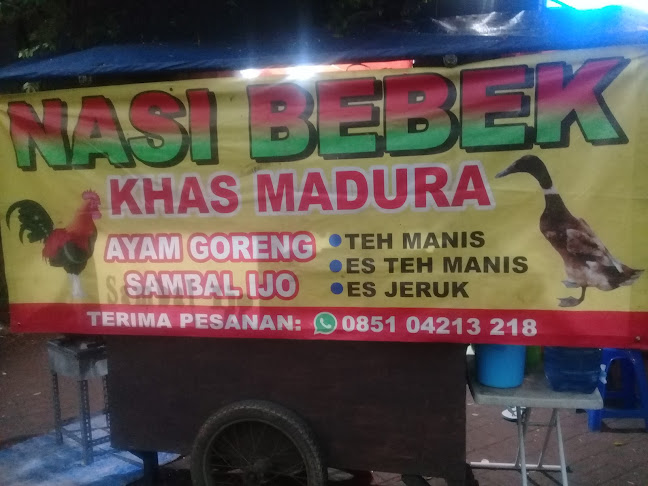 NASI BEBEK
KHAS MADURA
AYAM GORENG
SAMBAL IJO
TEH MANIS
ES TEH MANIS
ES JERUK
TERIMA PESANAN: 0851 04213 218